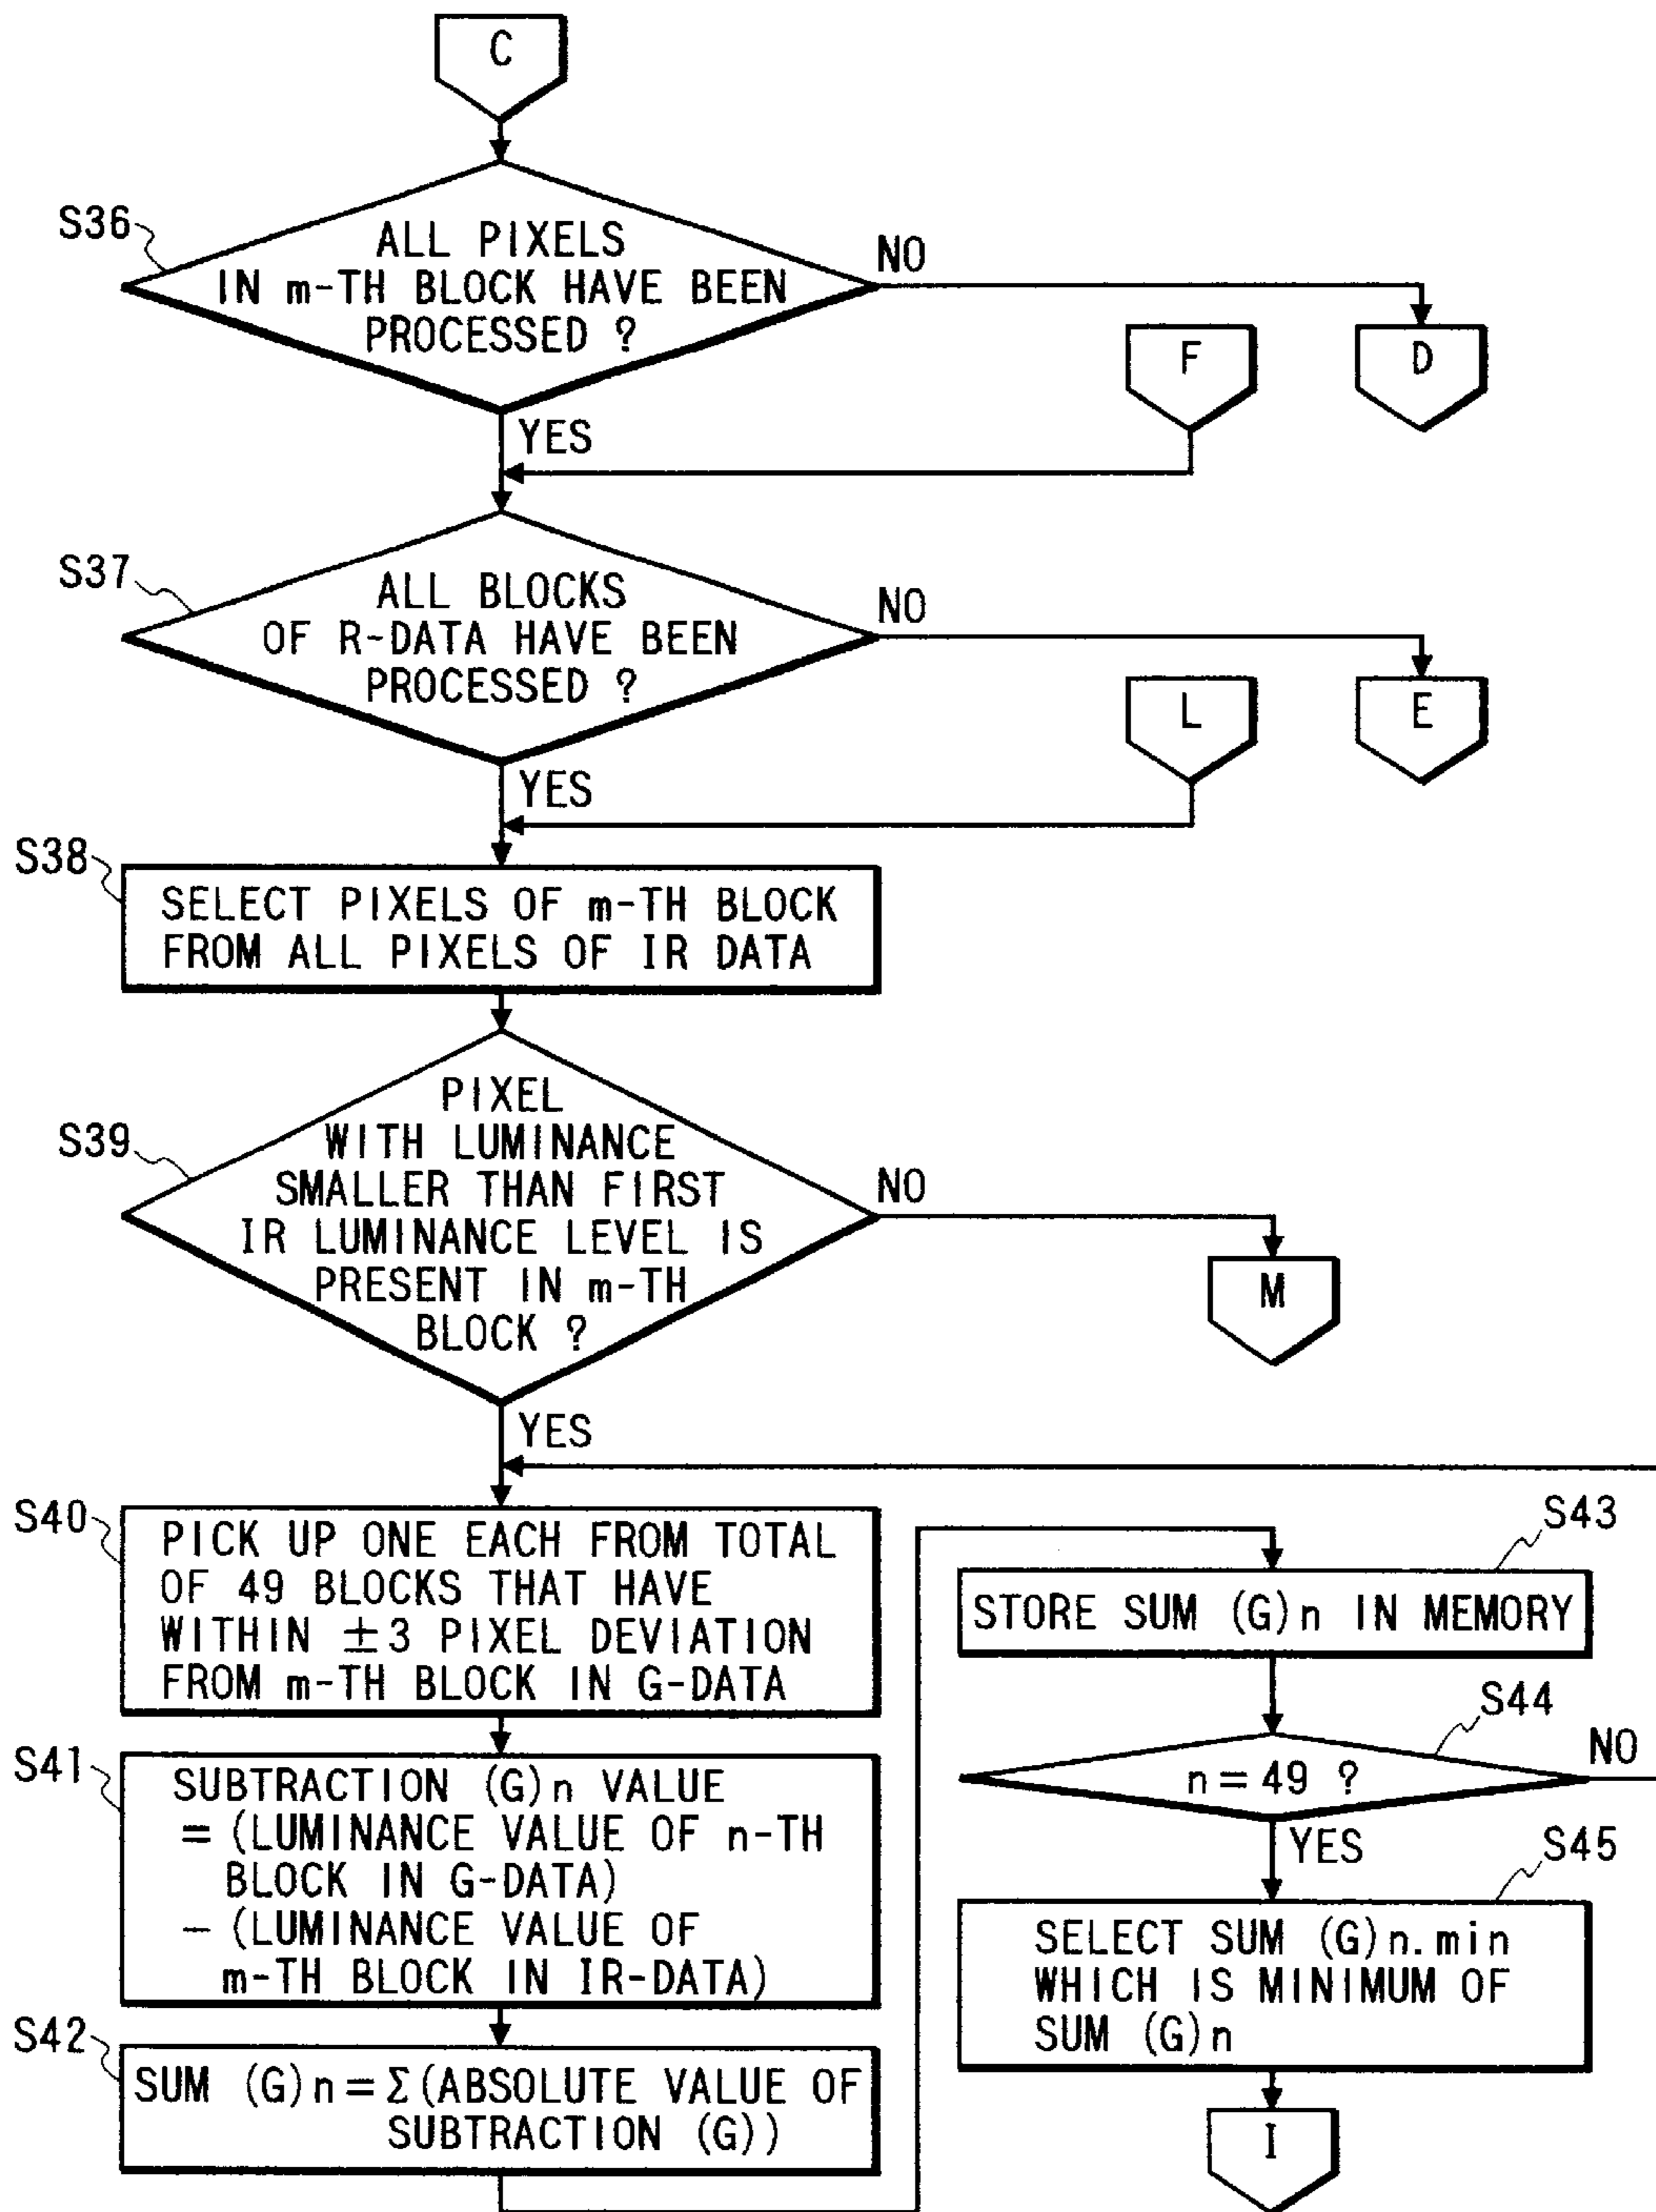 C
S36
ALL PIXELS
IN m-TH BLOCK HAVE BEEN
PROCESSED ?
NO
F
D
YES
S37
ALL BLOCKS
OF R-DATA HAVE BEEN
PROCESSED ?
NO
L
E
YES
S38
SELECT PIXELS OF m-TH BLOCK
FROM ALL PIXELS OF IR DATA
S39
PIXEL
WITH LUMINANCE
SMALLER THAN FIRST
IR LUMINANCE LEVEL IS
PRESENT IN m-TH
BLOCK ?
NO
M
YES
S40
PICK UP ONE EACH FROM TOTAL
OF 49 BLOCKS THAT HAVE
WITHIN ±3 PIXEL DEVIATION
FROM m-TH BLOCK IN G-DATA
S41
SUBTRACTION (G)n VALUE
= (LUMINANCE VALUE OF n-TH
BLOCK IN G-DATA)
− (LUMINANCE VALUE OF
m-TH BLOCK IN IR-DATA)
S42
SUM (G)n=Σ(ABSOLUTE VALUE OF
SUBTRACTION (G))
S43
STORE SUM (G)n IN MEMORY
S44
n=49 ?
NO
YES
S45
SELECT SUM (G)n.min
WHICH IS MINIMUM OF
SUM (G)n
I